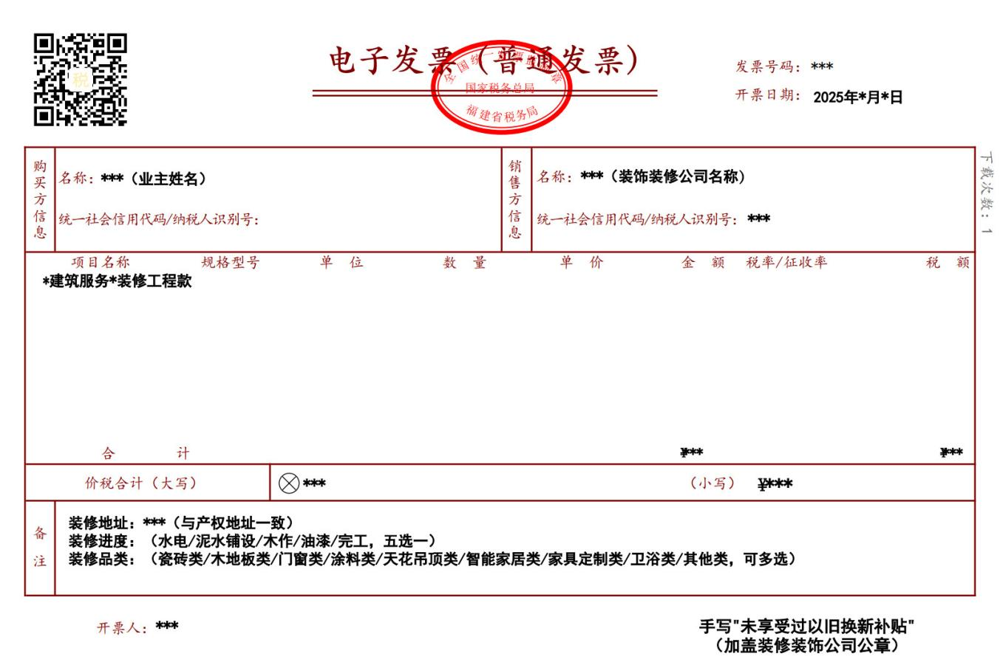 税
电子发票（普通发票）
全国统一发票监制章
国家税务总局
福建省税务局
发票号码：***
开票日期：2025年*月*日
下载次数：1
购买方信息
名称：***（业主姓名）
统一社会信用代码/纳税人识别号：
销售方信息
名称：***（装饰装修公司名称）
统一社会信用代码/纳税人识别号：***
项目名称 规格型号 单位 数量 单价 金额 税率/征收率 税额
*建筑服务*装修工程款
合计 ¥*** ¥***
价税合计（大写） ***（小写） ¥***
备注
装修地址：***（与产权地址一致）
装修进度：（水电/泥水铺设/木作/油漆/完工，五选一）
装修品类：（瓷砖类/木地板类/门窗类/涂料类/天花吊顶类/智能家居类/家具定制类/卫浴类/其他类，可多选）
开票人：***
手写"未享受过以旧换新补贴"
（加盖装修装饰公司公章）